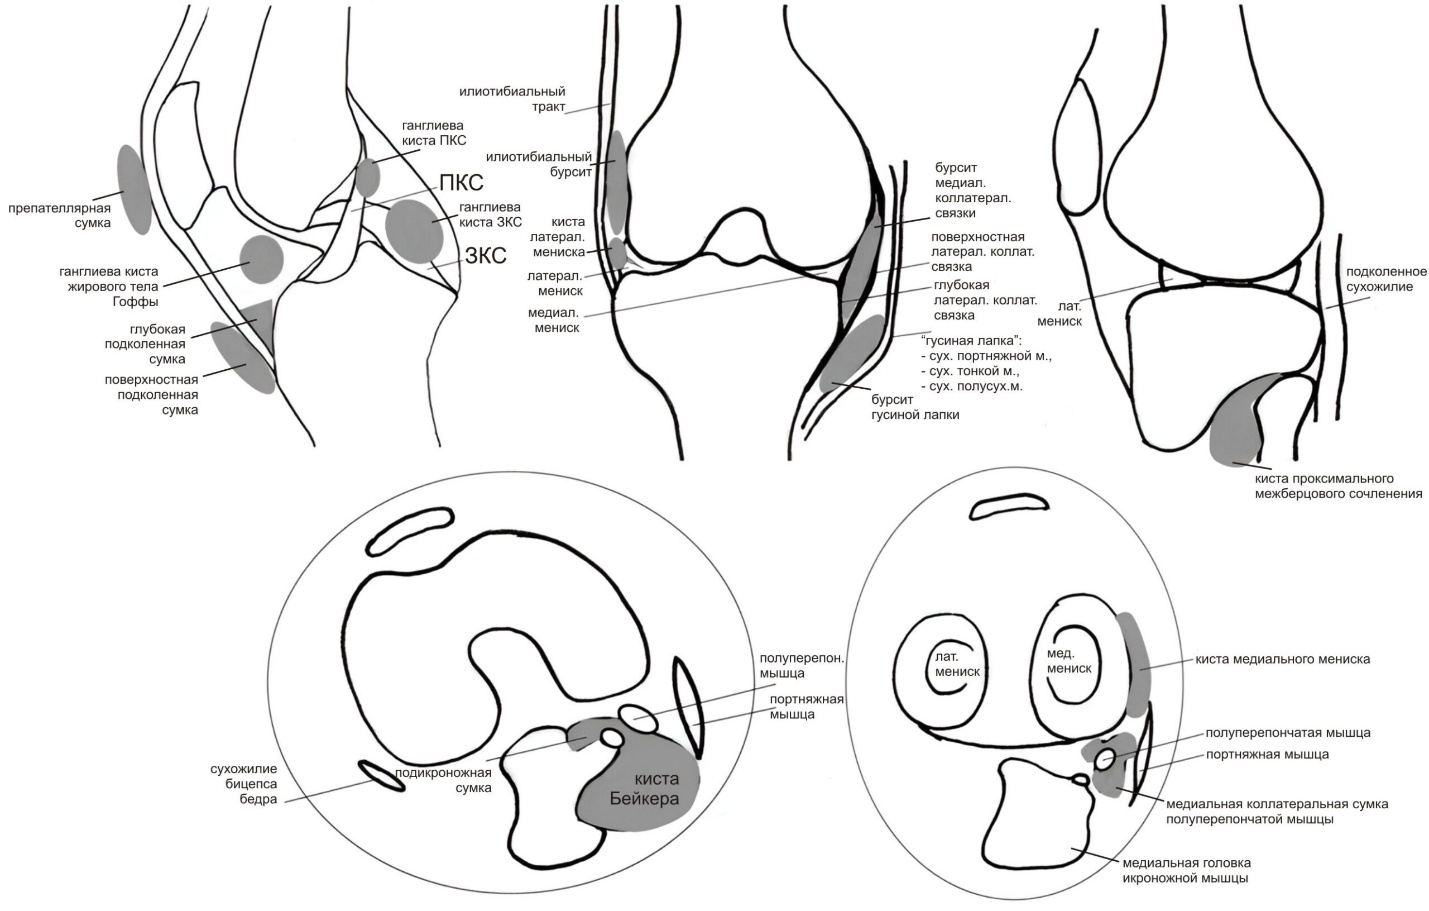 ганглиева
киста ПКС
ПКС
ганглиева
киста ЗКС
ЗКС
препателлярная
сумка
ганглиева киста
жирового тела
Гоффы
глубокая
подколенная
сумка
поверхностная
подколенная
сумка
илиотибиальный
тракт
илиотибиальный
бурсит
киста
латерал.
мениска
латерал.
мениск
медиал.
мениск
бурсит
медиал.
коллатерал.
связки
поверхностная
латерал. коллат.
связка
глубокая
латерал. коллат.
связка
“гусиная лапка”:
- сух. портняжной м.,
- сух. тонкой м.,
- сух. полусух.м.
бурсит
гусиной лапки
лат.
мениск
подколенное
сухожилие
киста проксимального
межберцового сочленения
полуперепон.
мышца
портняжная
мышца
сухожилие
бицепса
бедра
подикроножная
сумка
киста
Бейкера
лат.
мениск
мед.
мениск
киста медиального мениска
полуперепончатая мышца
портняжная мышца
медиальная коллатеральная сумка
полуперепончатой мышцы
медиальная головка
икроножной мышцы